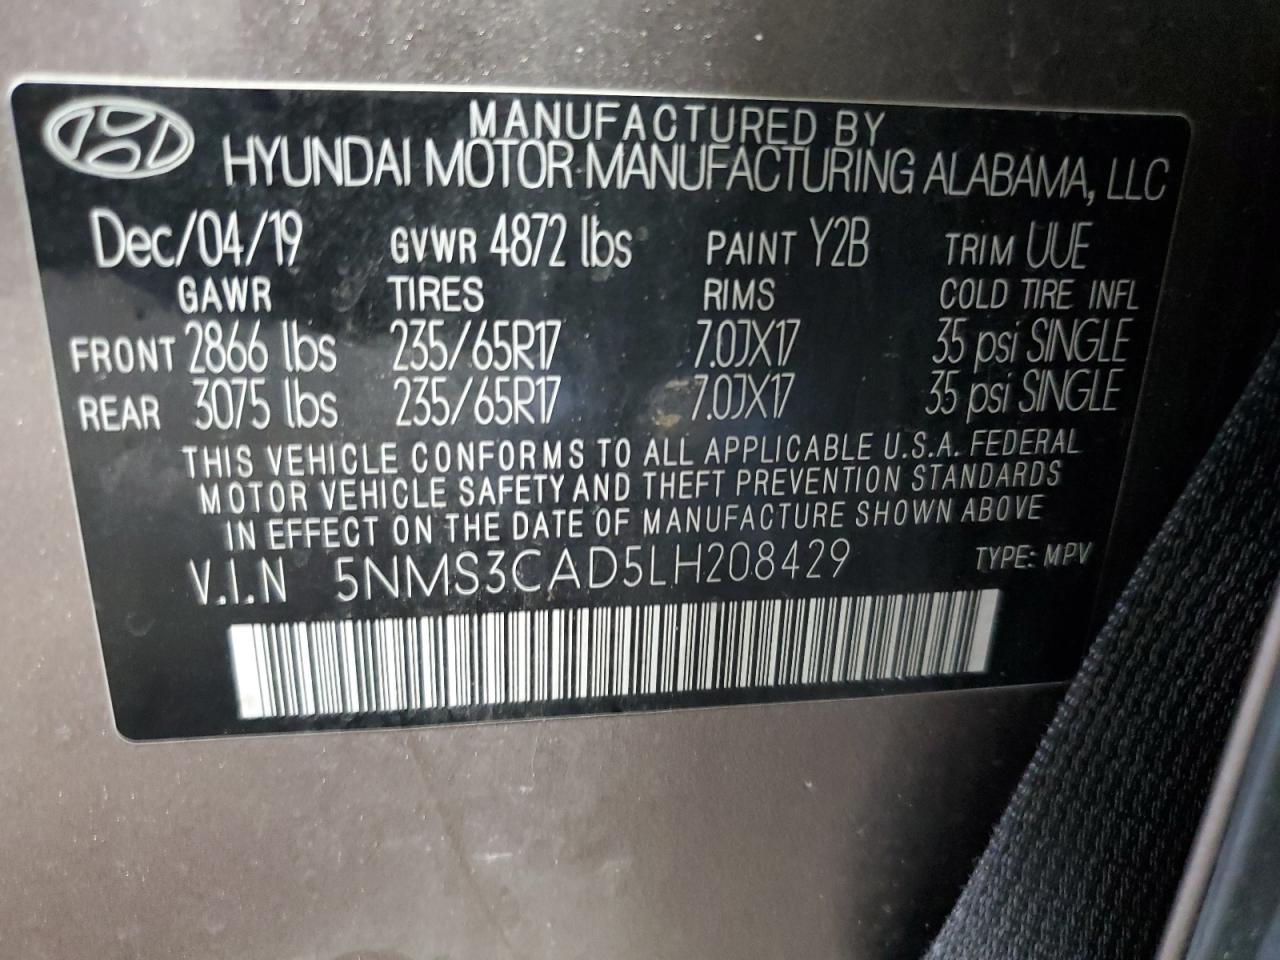 MANUFACTURED BY
HYUNDAI MOTOR MANUFACTURING ALABAMA, LLC
Dec/04/19 GVWR 4872 lbs PAINT Y2B TRIM UUE
GAWR TIRES RIMS COLD TIRE INFL
FRONT 2866 lbs 235/65R17 7.0JX17 35 psi SINGLE
REAR 3075 lbs 235/65R17 7.0JX17 35 psi SINGLE
THIS VEHICLE CONFORMS TO ALL APPLICABLE U.S.A. FEDERAL
MOTOR VEHICLE SAFETY AND THEFT PREVENTION STANDARDS
IN EFFECT ON THE DATE OF MANUFACTURE SHOWN ABOVE
V.I.N 5NMS3CAD5LH208429 TYPE: MPV